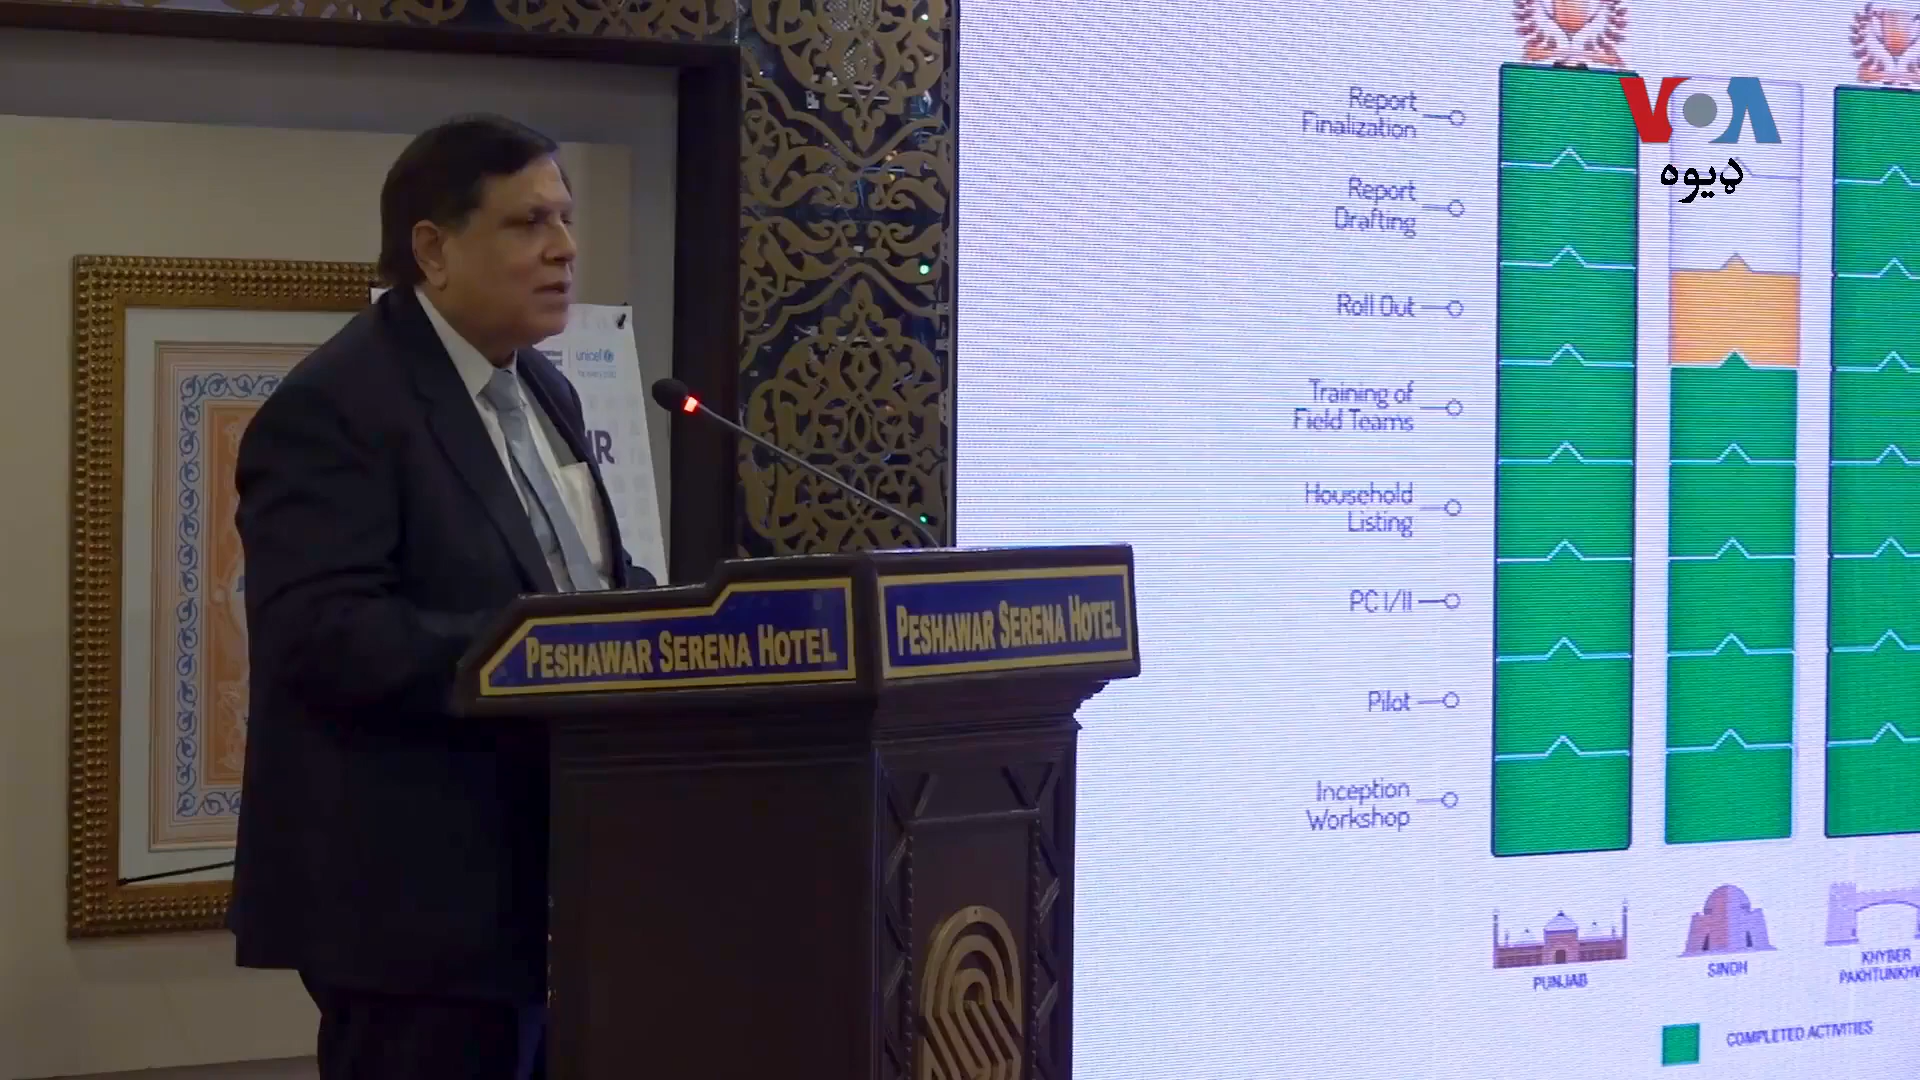 VOA
ډيوه
Report
Finalization
Report
Drafting
Roll Out
Training of
Field Teams
Household
Listing
PC I/II
Pilot
Inception
Workshop
PUNJAB
SINDH
KHYBER
COMPLETED ACTIVITIES
unicef
PESHAWAR SERENA HOTEL
PESHAWAR SERENA HOTEL